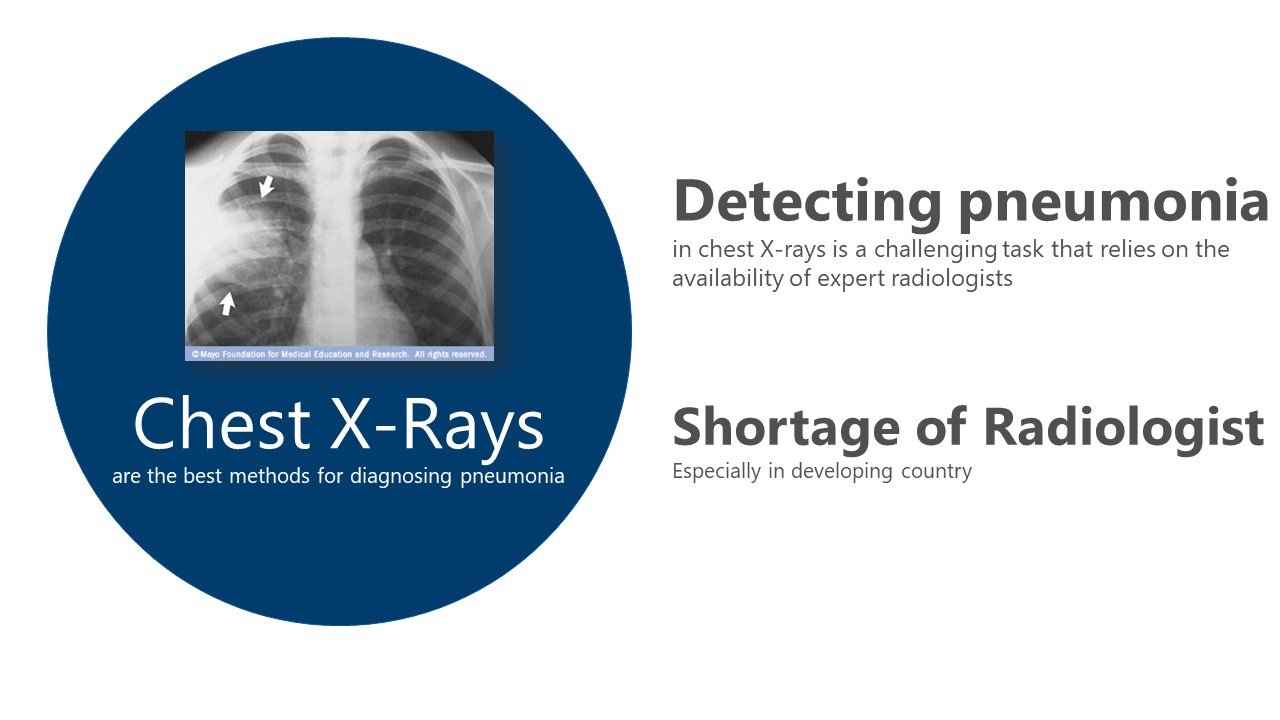 ©Mayo Foundation for Medical Education and Research. All rights reserved.
Chest X-Rays
are the best methods for diagnosing pneumonia
Detecting pneumonia
in chest X-rays is a challenging task that relies on the
availability of expert radiologists
Shortage of Radiologist
Especially in developing country